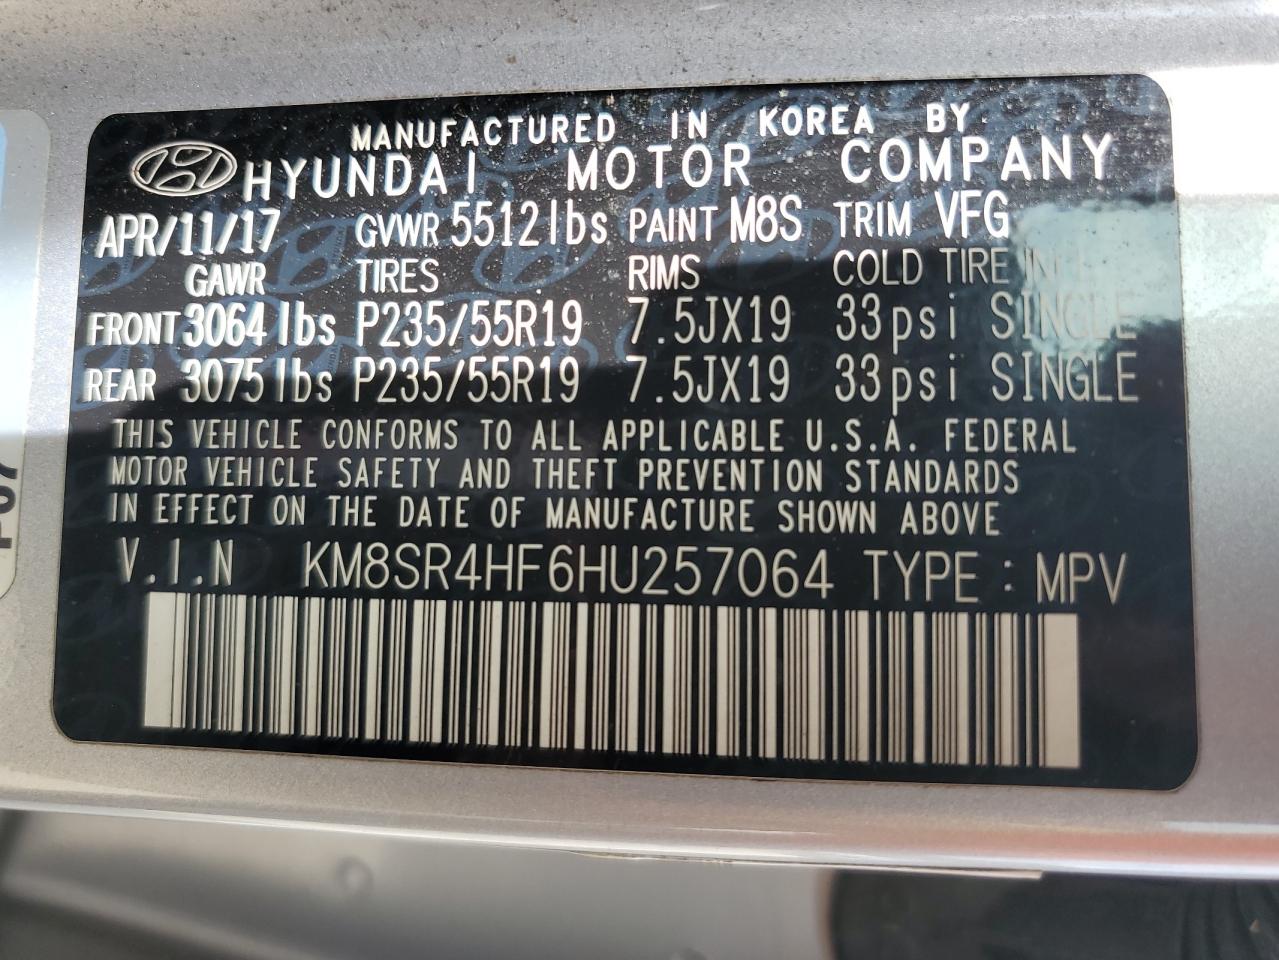 MANUFACTURED IN KOREA BY
HYUNDAI MOTOR COMPANY
APR/11/17 GVWR 5512lbs PAINT M8S TRIM VFG
GAWR TIRES RIMS COLD TIRE
FRONT 3064lbs P235/55R19 7.5JX19 33psi SINGLE
REAR 3075lbs P235/55R19 7.5JX19 33psi SINGLE
THIS VEHICLE CONFORMS TO ALL APPLICABLE U.S.A. FEDERAL
MOTOR VEHICLE SAFETY AND THEFT PREVENTION STANDARDS
IN EFFECT ON THE DATE OF MANUFACTURE SHOWN ABOVE
V.I.N KM8SR4HF6HU257064 TYPE : MPV